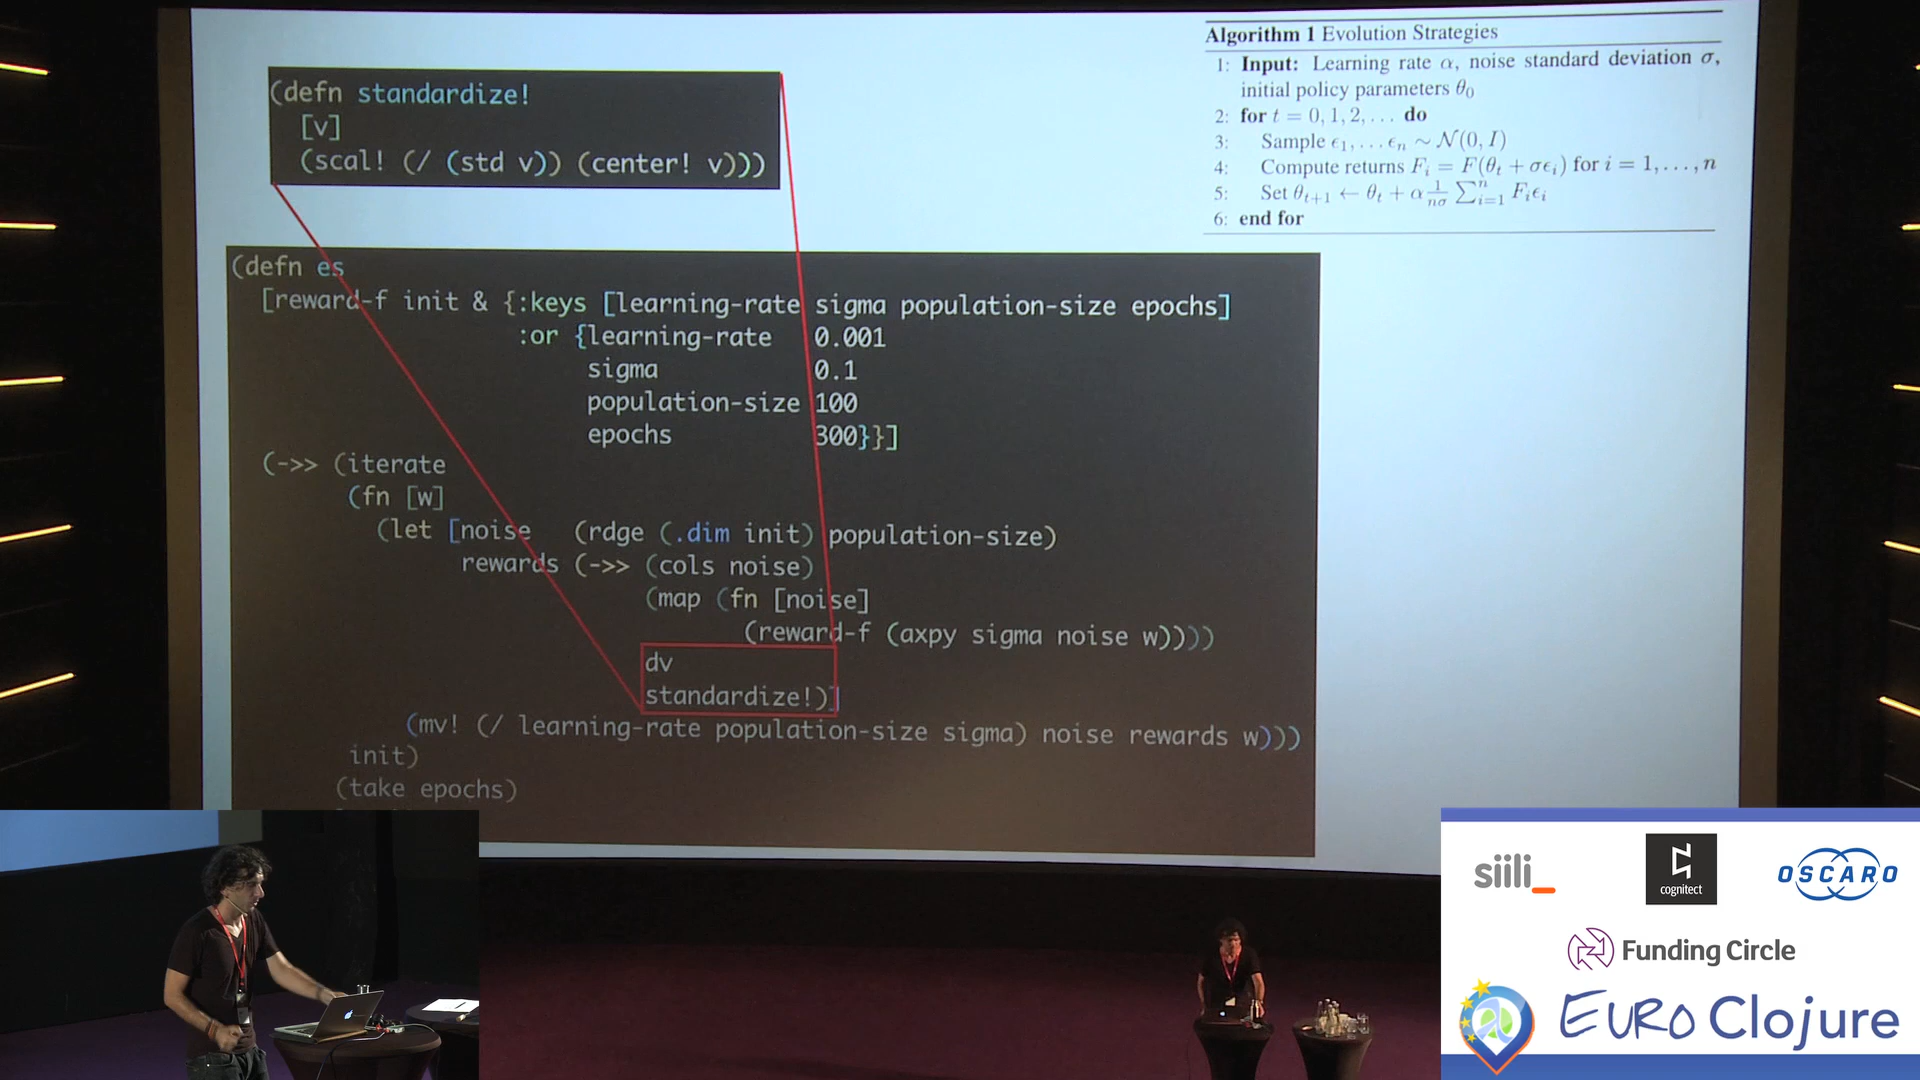 Algorithm 1 Evolution Strategies
1: Input: Learning rate α, noise standard deviation σ,
initial policy parameters θ₀
2: for t = 0, 1, 2, . . . do
3: Sample ϵ₁, . . . ϵₙ ∼ N(0, I)
4: Compute returns Fᵢ = F(θₜ + σϵᵢ) for i = 1, . . . , n
5: Set θₜ₊₁ ← θₜ + α 1/nσ ∑ⁿᵢ₌₁ Fᵢϵᵢ
6: end for
(defn standardize!
[v]
(scal! (/ (std v)) (center! v)))
(defn es
[reward-f init & {:keys [learning-rate sigma population-size epochs]
:or {learning-rate 0.001
sigma 0.1
population-size 100
epochs 300}}]
(->> (iterate
(fn [w]
(let [noise (rdge (.dim init) population-size)
rewards (->> (cols noise)
(map (fn [noise]
(reward-f (axpy sigma noise w))))
dv
standardize!)]
(mv! (/ learning-rate population-size sigma) noise rewards w)))
init)
(take epochs)
siili_
cognitect
OSCARO
Funding Circle
EURO Clojure